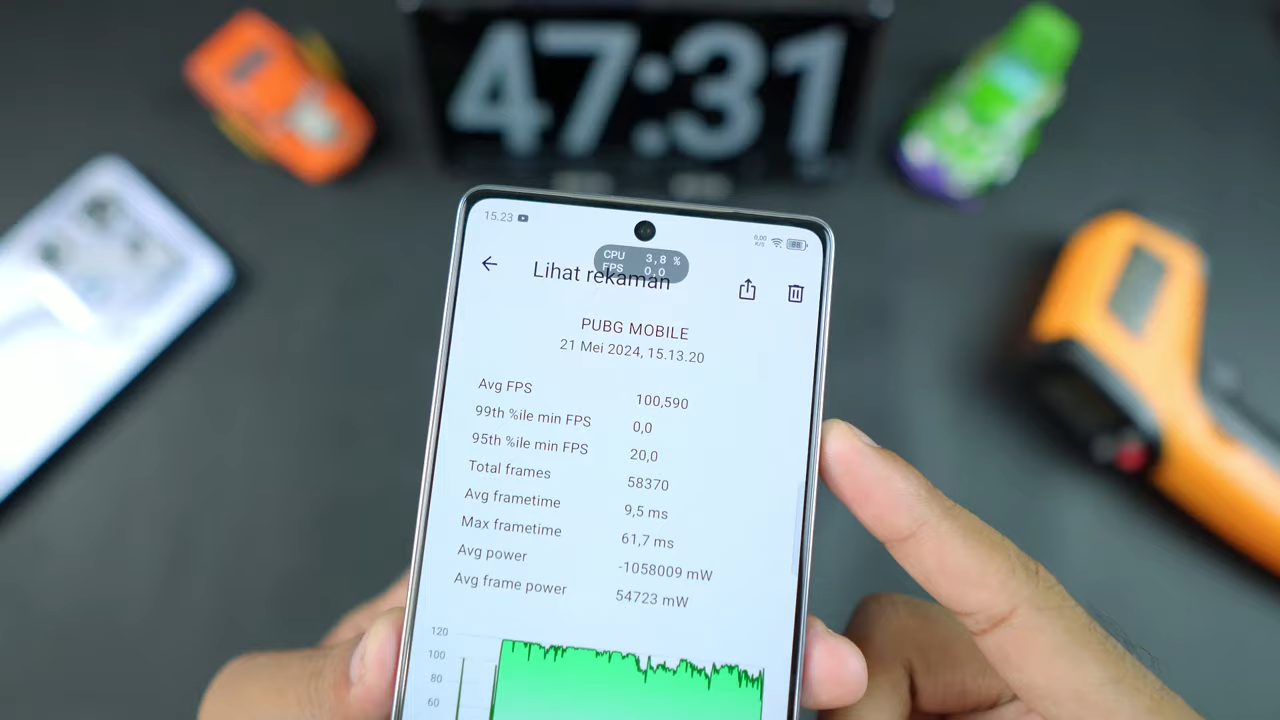 47:31
15.23
0,00
K/S
88
CPU 3,8 %
FPS 0,0
Lihat rekaman
PUBG MOBILE
21 Mei 2024, 15.13.20
Avg FPS 100,590
99th %ile min FPS 0,0
95th %ile min FPS 20,0
Total frames 58370
Avg frametime 9,5 ms
Max frametime 61,7 ms
Avg power -1058009 mW
Avg frame power 54723 mW
120
100
80
60